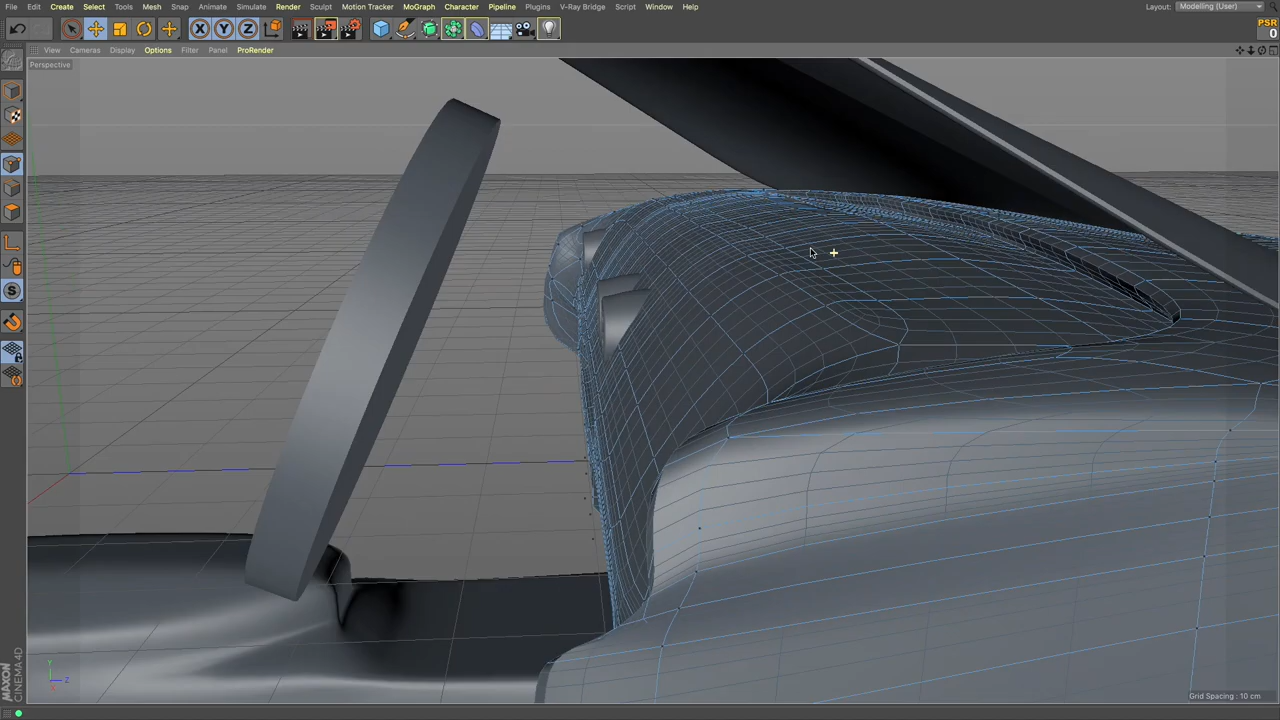 File Edit Create Select Tools Mesh Snap Animate Simulate Render Sculpt Motion Tracker MoGraph Character Pipeline Plugins V-Ray Bridge Script Window Help Layout: Modelling (User)
X Y Z PSR
0
View Cameras Display Options Filter Panel ProRender
Perspective
S
Y
Z
X
Grid Spacing : 10 cm
MAXON
CINEMA 4D